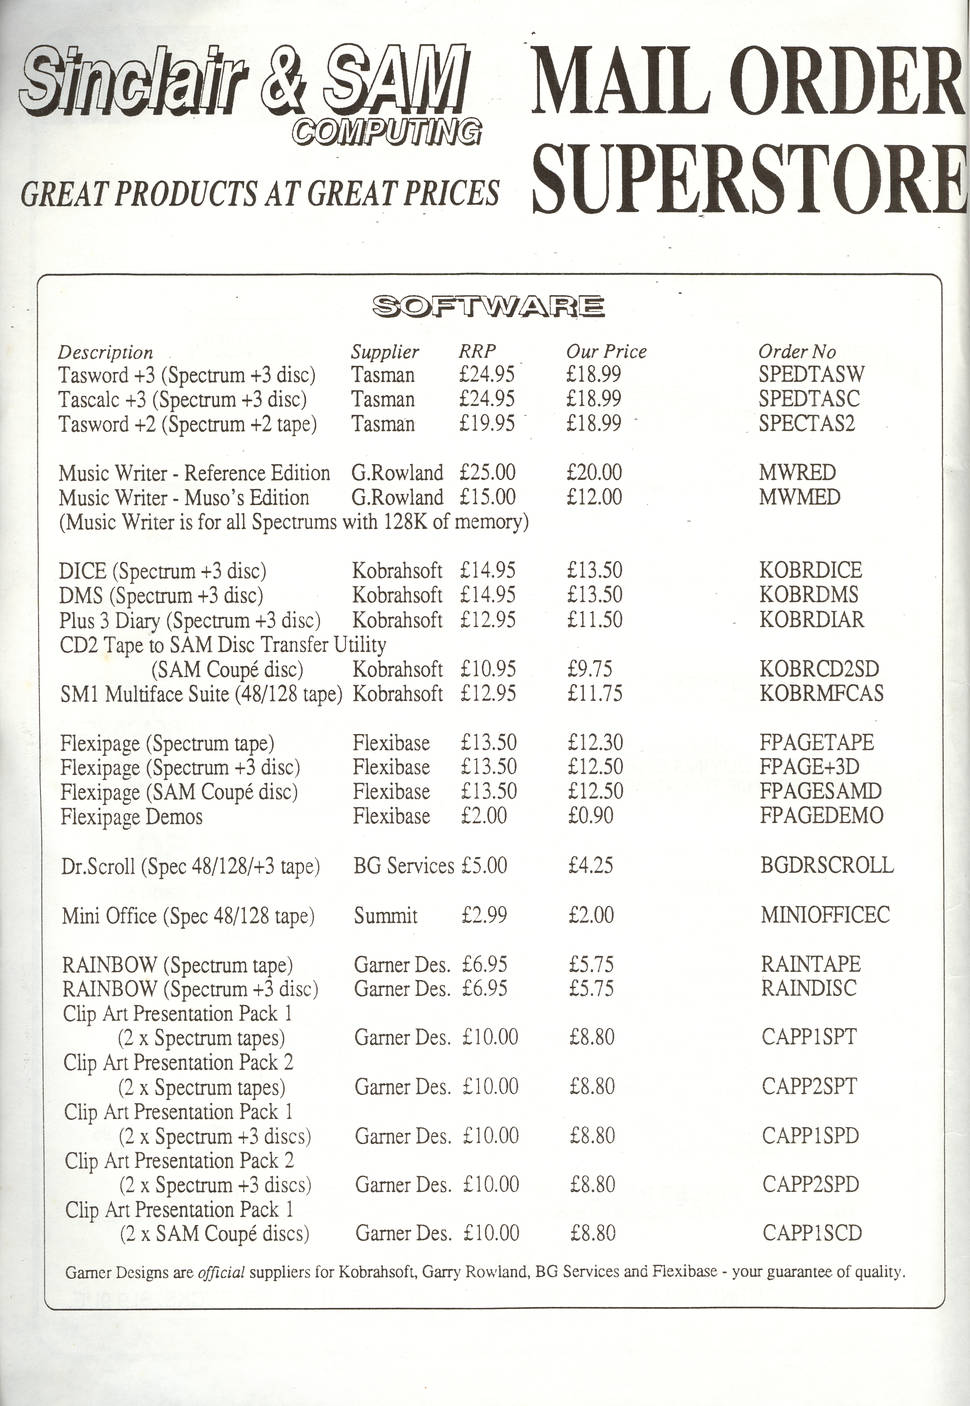 Sinclair & SAM
COMPUTING
GREAT PRODUCTS AT GREAT PRICES
MAIL ORDER
SUPERSTORE
SOFTWARE
Description Supplier RRP Our Price Order No
Tasword +3 (Spectrum +3 disc) Tasman £24.95 £18.99 SPEDTASW
Tascalc +3 (Spectrum +3 disc) Tasman £24.95 £18.99 SPEDTASC
Tasword +2 (Spectrum +2 tape) Tasman £19.95 £18.99 SPECTAS2
Music Writer - Reference Edition G.Rowland £25.00 £20.00 MWRED
Music Writer - Muso's Edition G.Rowland £15.00 £12.00 MWMED
(Music Writer is for all Spectrums with 128K of memory)
DICE (Spectrum +3 disc) Kobrahsoft £14.95 £13.50 KOBRDICE
DMS (Spectrum +3 disc) Kobrahsoft £14.95 £13.50 KOBRDMS
Plus 3 Diary (Spectrum +3 disc) Kobrahsoft £12.95 £11.50 KOBRDIAR
CD2 Tape to SAM Disc Transfer Utility
(SAM Coupé disc) Kobrahsoft £10.95 £9.75 KOBRCD2SD
SM1 Multiface Suite (48/128 tape) Kobrahsoft £12.95 £11.75 KOBRMFCAS
Flexipage (Spectrum tape) Flexibase £13.50 £12.30 FPAGETAPE
Flexipage (Spectrum +3 disc) Flexibase £13.50 £12.50 FPAGE+3D
Flexipage (SAM Coupé disc) Flexibase £13.50 £12.50 FPAGESAMD
Flexipage Demos Flexibase £2.00 £0.90 FPAGEDEMO
Dr.Scroll (Spec 48/128/+3 tape) BG Services £5.00 £4.25 BGDRSCROLL
Mini Office (Spec 48/128 tape) Summit £2.99 £2.00 MINIOFFICEC
RAINBOW (Spectrum tape) Garner Des. £6.95 £5.75 RAINTAPE
RAINBOW (Spectrum +3 disc) Garner Des. £6.95 £5.75 RAINDISC
Clip Art Presentation Pack 1
(2 x Spectrum tapes) Garner Des. £10.00 £8.80 CAPP1SPT
Clip Art Presentation Pack 2
(2 x Spectrum tapes) Garner Des. £10.00 £8.80 CAPP2SPT
Clip Art Presentation Pack 1
(2 x Spectrum +3 discs) Garner Des. £10.00 £8.80 CAPP1SPD
Clip Art Presentation Pack 2
(2 x Spectrum +3 discs) Garner Des. £10.00 £8.80 CAPP2SPD
Clip Art Presentation Pack 1
(2 x SAM Coupé discs) Garner Des. £10.00 £8.80 CAPP1SCD
Garner Designs are official suppliers for Kobrahsoft, Garry Rowland, BG Services and Flexibase - your guarantee of quality.